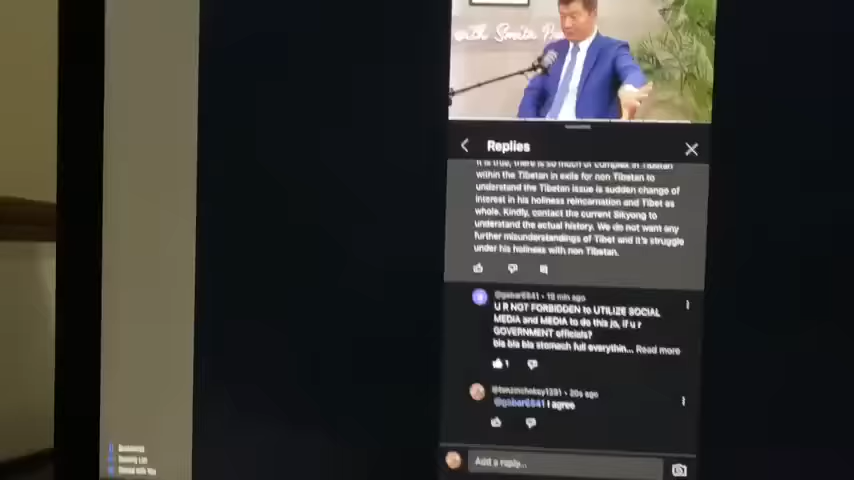 with Smita
Replies
It is true, there is so much of complex in Tibetan
within the Tibetan in exile for non Tibetan to
understand the Tibetan issue is sudden change of
interest in his holiness reincarnation and Tibet as
whole. Kindly, contact the current Sikyong to
understand the actual history. We do not want any
further misunderstandings of Tibet and it's struggle
under his holiness with non Tibetan.
@gabar6841 • 18 min ago
U R NOT FORBIDDEN to UTILIZE SOCIAL
MEDIA and MEDIA to do this js, if u r
GOVERNMENT officials?
bla bla bla stomach full everythin... Read more
1
20s ago
@gabar6841 I agree
Add a reply...